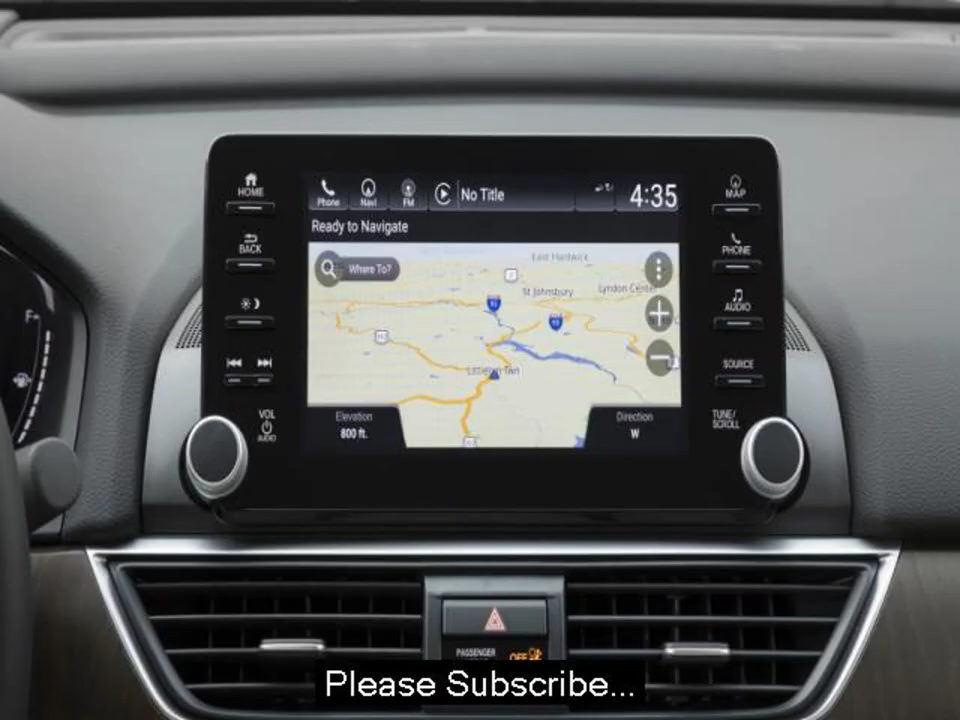 HOME
BACK
VOL
AUDIO
Phone
Navi
FM
No Title
4:35
Ready to Navigate
Where To?
East Hardwick
St Johnsbury
Lyndon Center
Elevation
800 ft.
Direction
W
MAP
PHONE
AUDIO
SOURCE
TUNE/
SCROLL
F
PASSENGER
OFF
Please Subscribe...